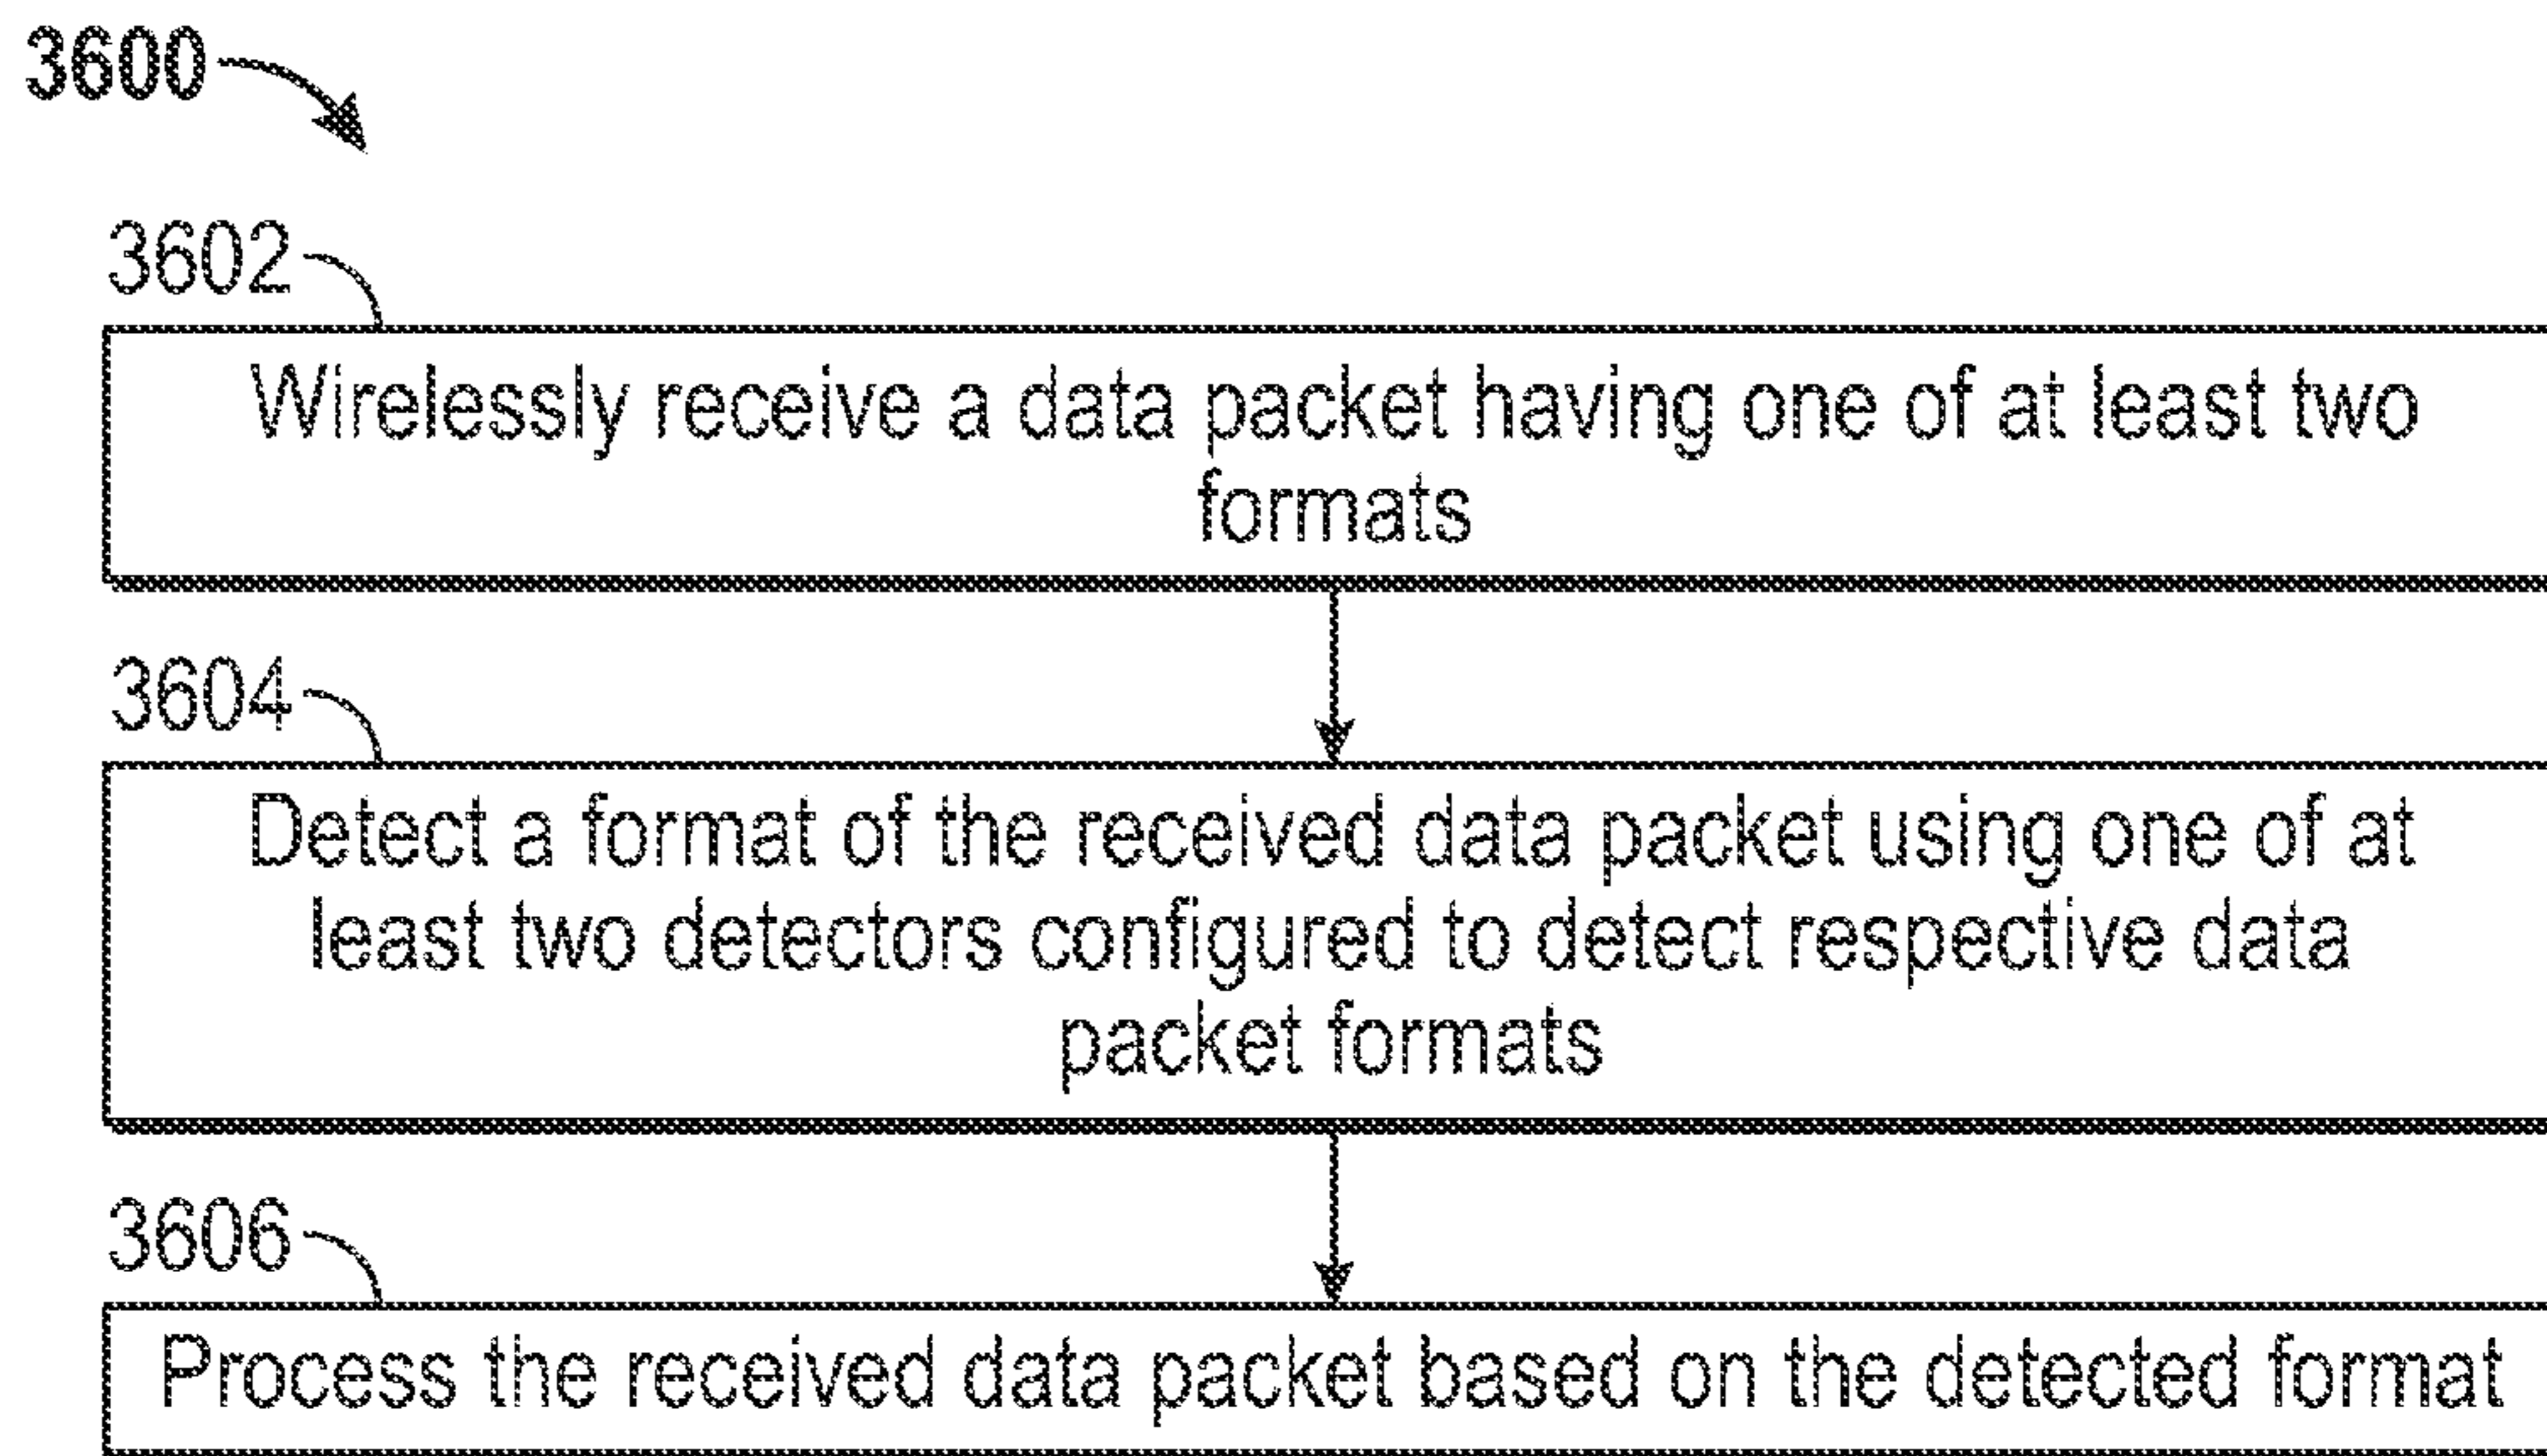 3600
3602
Wirelessly receive a data packet having one of at least two
formats
3604
Detect a format of the received data packet using one of at
least two detectors configured to detect respective data
packet formats
3606
Process the received data packet based on the detected format